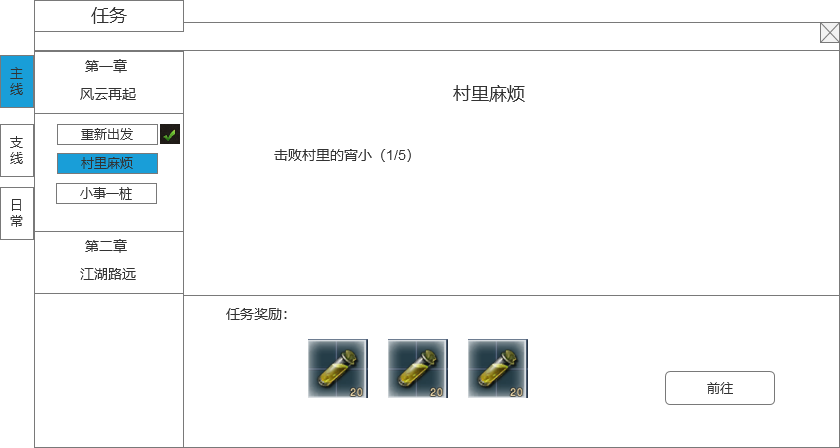 任务
主线
支线
日常
第一章
风云再起
重新出发
村里麻烦
小事一桩
第二章
江湖路远
村里麻烦
击败村里的宵小（1/5）
任务奖励：
20
20
20
前往